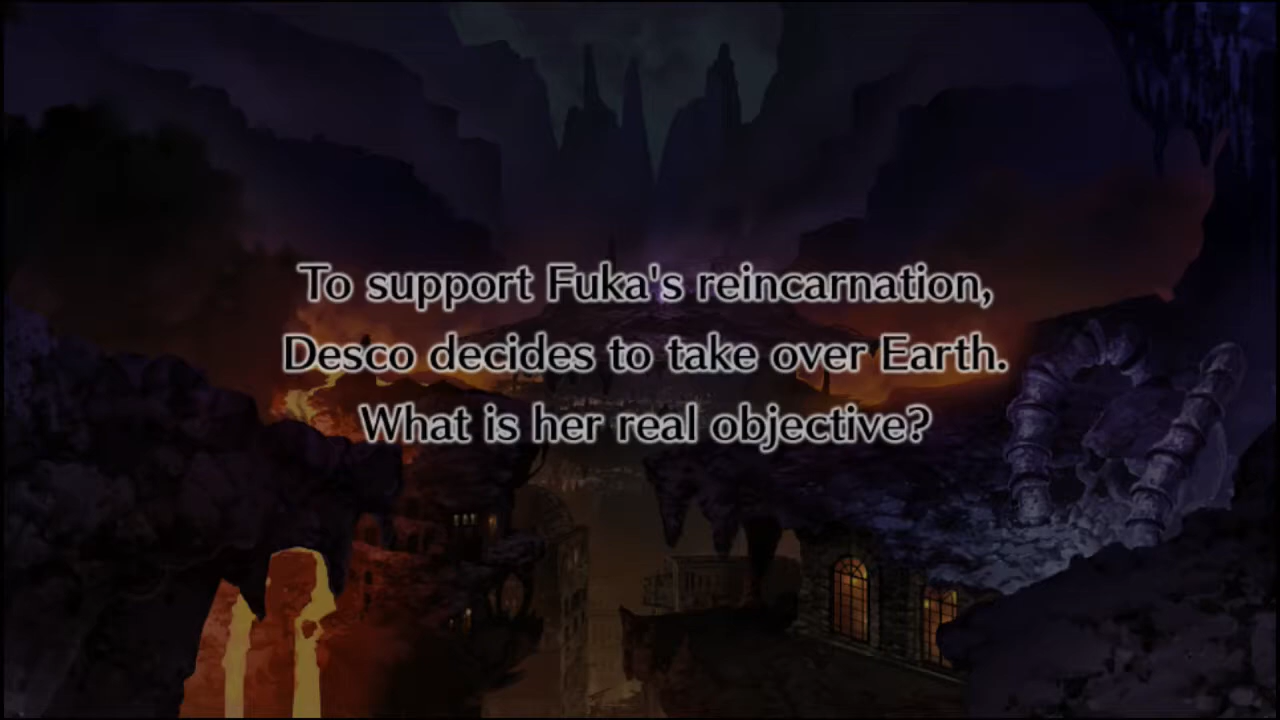 To support Fuka's reincarnation,
Desco decides to take over Earth.
What is her real objective?